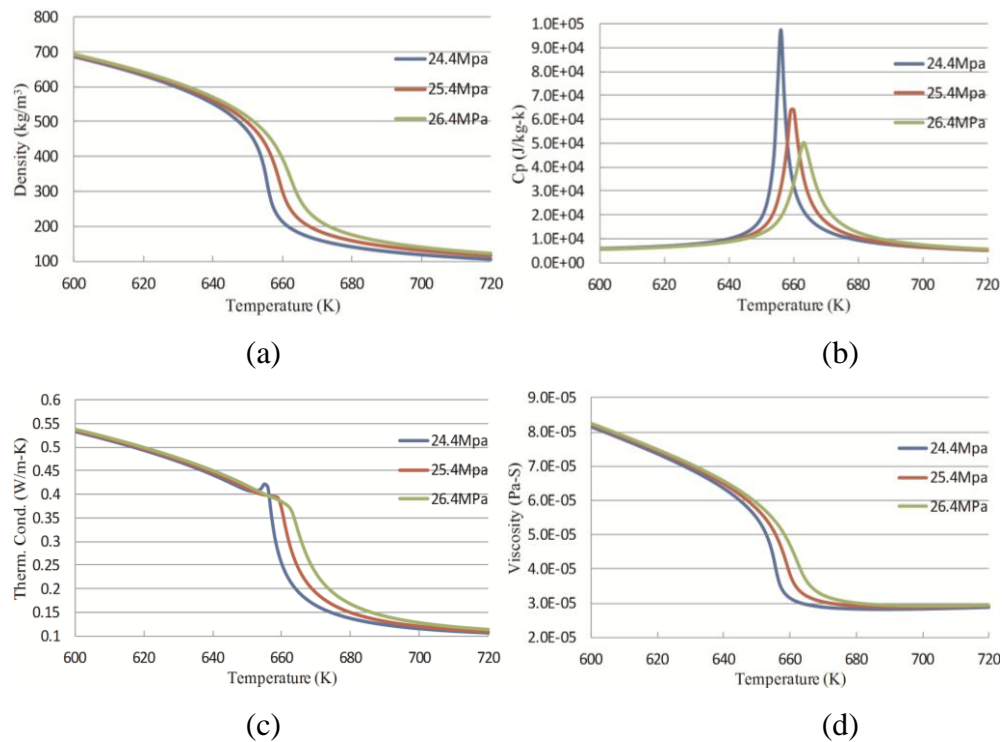 800
700
600
500
400
300
200
100
Density (kg/m³)
24.4Mpa
25.4Mpa
26.4MPa
600 620 640 660 680 700 720
Temperature (K)
(a)
1.0E+05
9.0E+04
8.0E+04
7.0E+04
6.0E+04
5.0E+04
4.0E+04
3.0E+04
2.0E+04
1.0E+04
0.0E+00
Cp (J/kg-k)
24.4Mpa
25.4Mpa
26.4MPa
600 620 640 660 680 700 720
Temperature (K)
(b)
0.6
0.55
0.5
0.45
0.4
0.35
0.3
0.25
0.2
0.15
0.1
Therm. Cond. (W/m-K)
24.4Mpa
25.4Mpa
26.4MPa
600 620 640 660 680 700 720
Temperature (K)
(c)
9.0E-05
8.0E-05
7.0E-05
6.0E-05
5.0E-05
4.0E-05
3.0E-05
2.0E-05
Viscosity (Pa-S)
24.4Mpa
25.4Mpa
26.4MPa
600 620 640 660 680 700 720
Temperature (K)
(d)